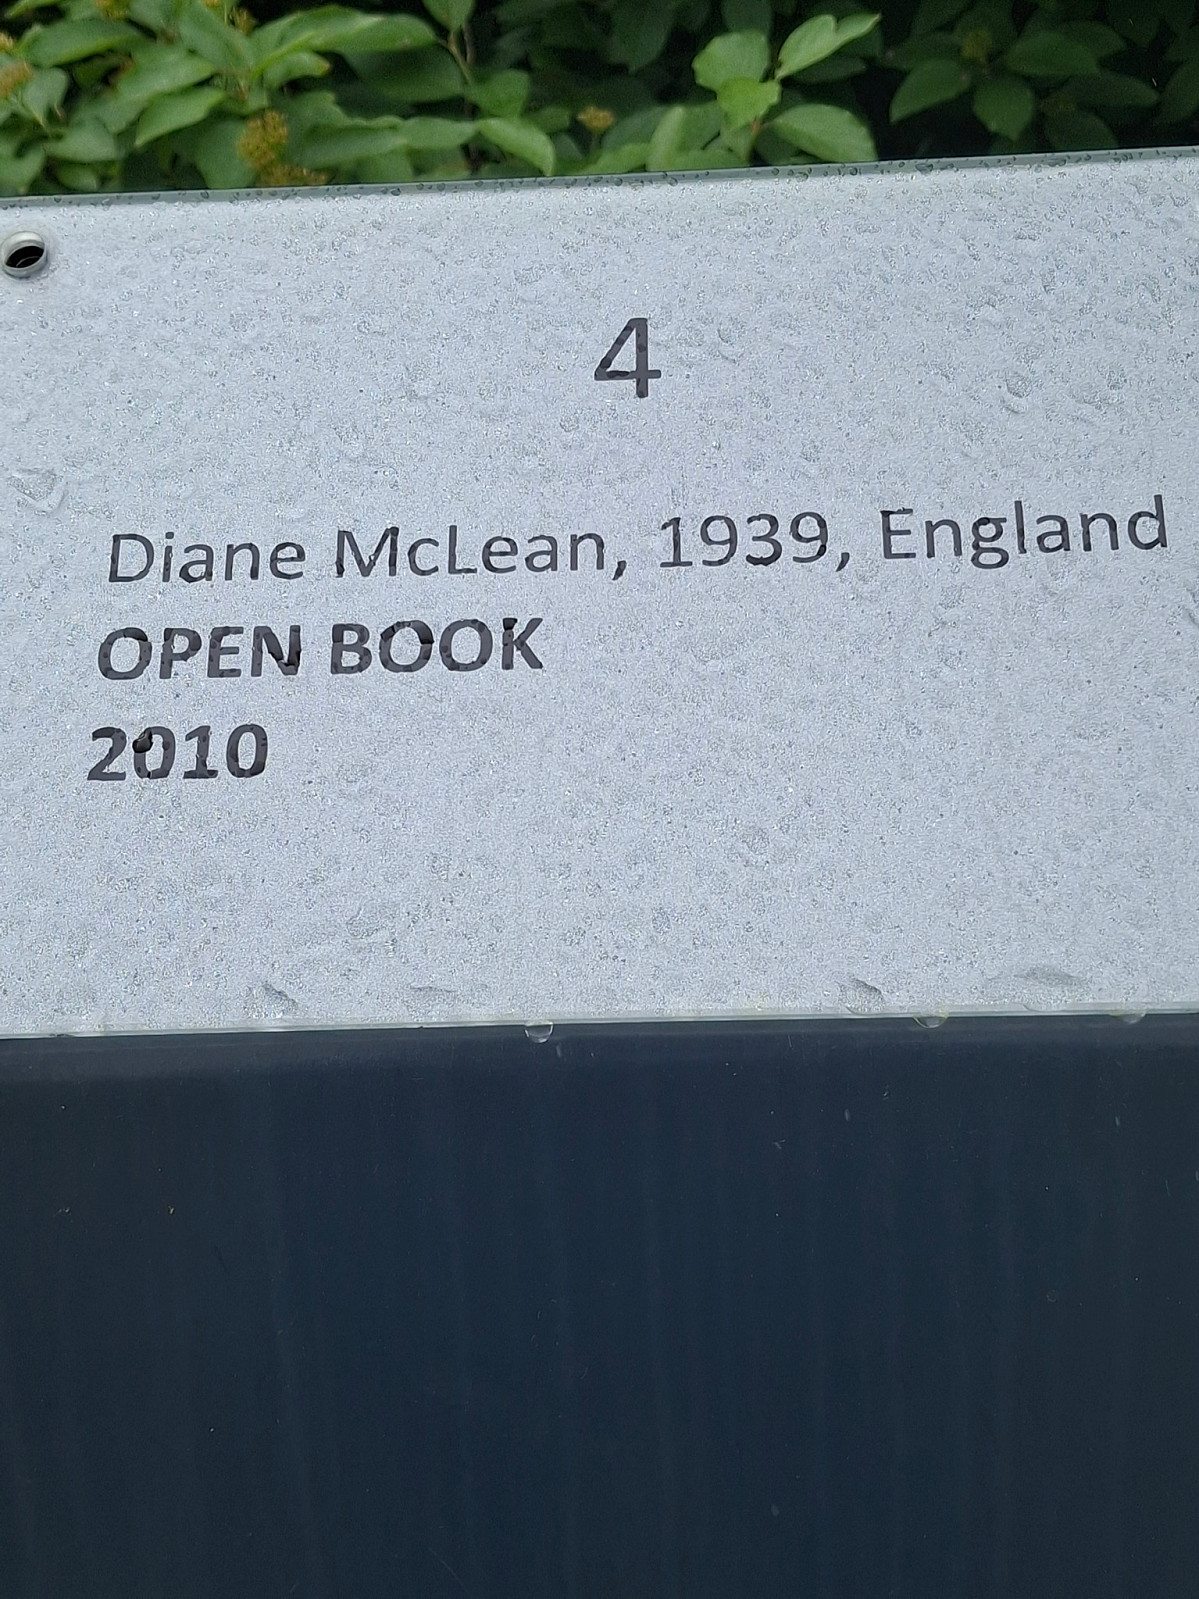 4
Diane McLean, 1939, England
OPEN BOOK
2010